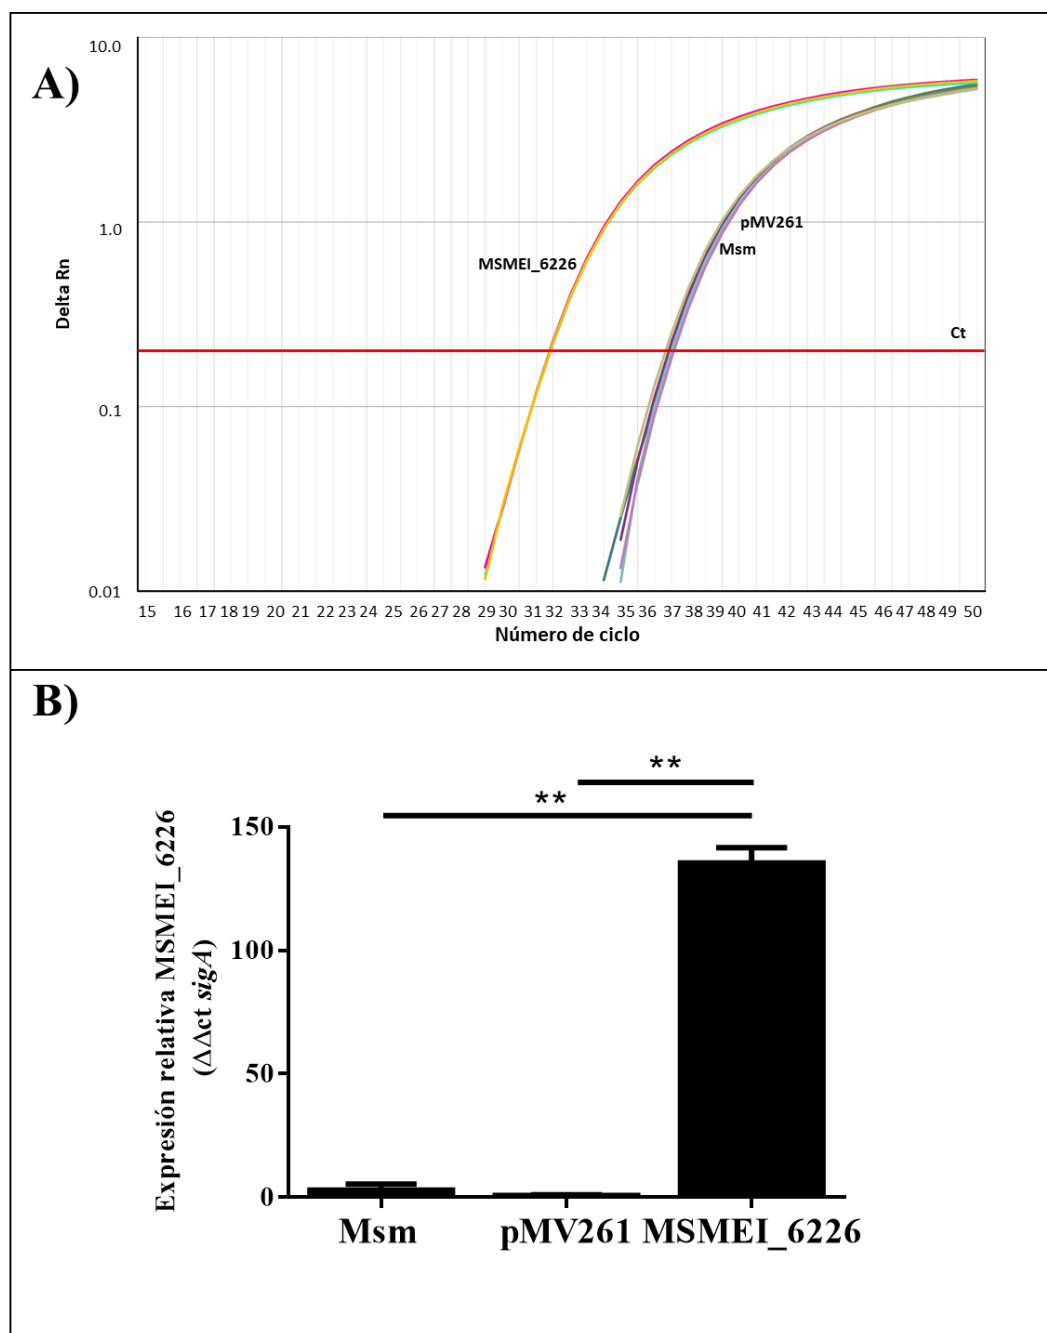 A)
10.0
1.0
0.1
0.01
Delta Rn
MSMEI_6226
pMV261
Msm
Ct
15 16 17 18 19 20 21 22 23 24 25 26 27 28 29 30 31 32 33 34 35 36 37 38 39 40 41 42 44 45 46 47 48 49 50
Número de ciclo
B)
**
**
Expresión relativa MSMEI_6226
(ΔΔct sigA)
150
100
50
0
Msm pMV261 MSMEI_6226